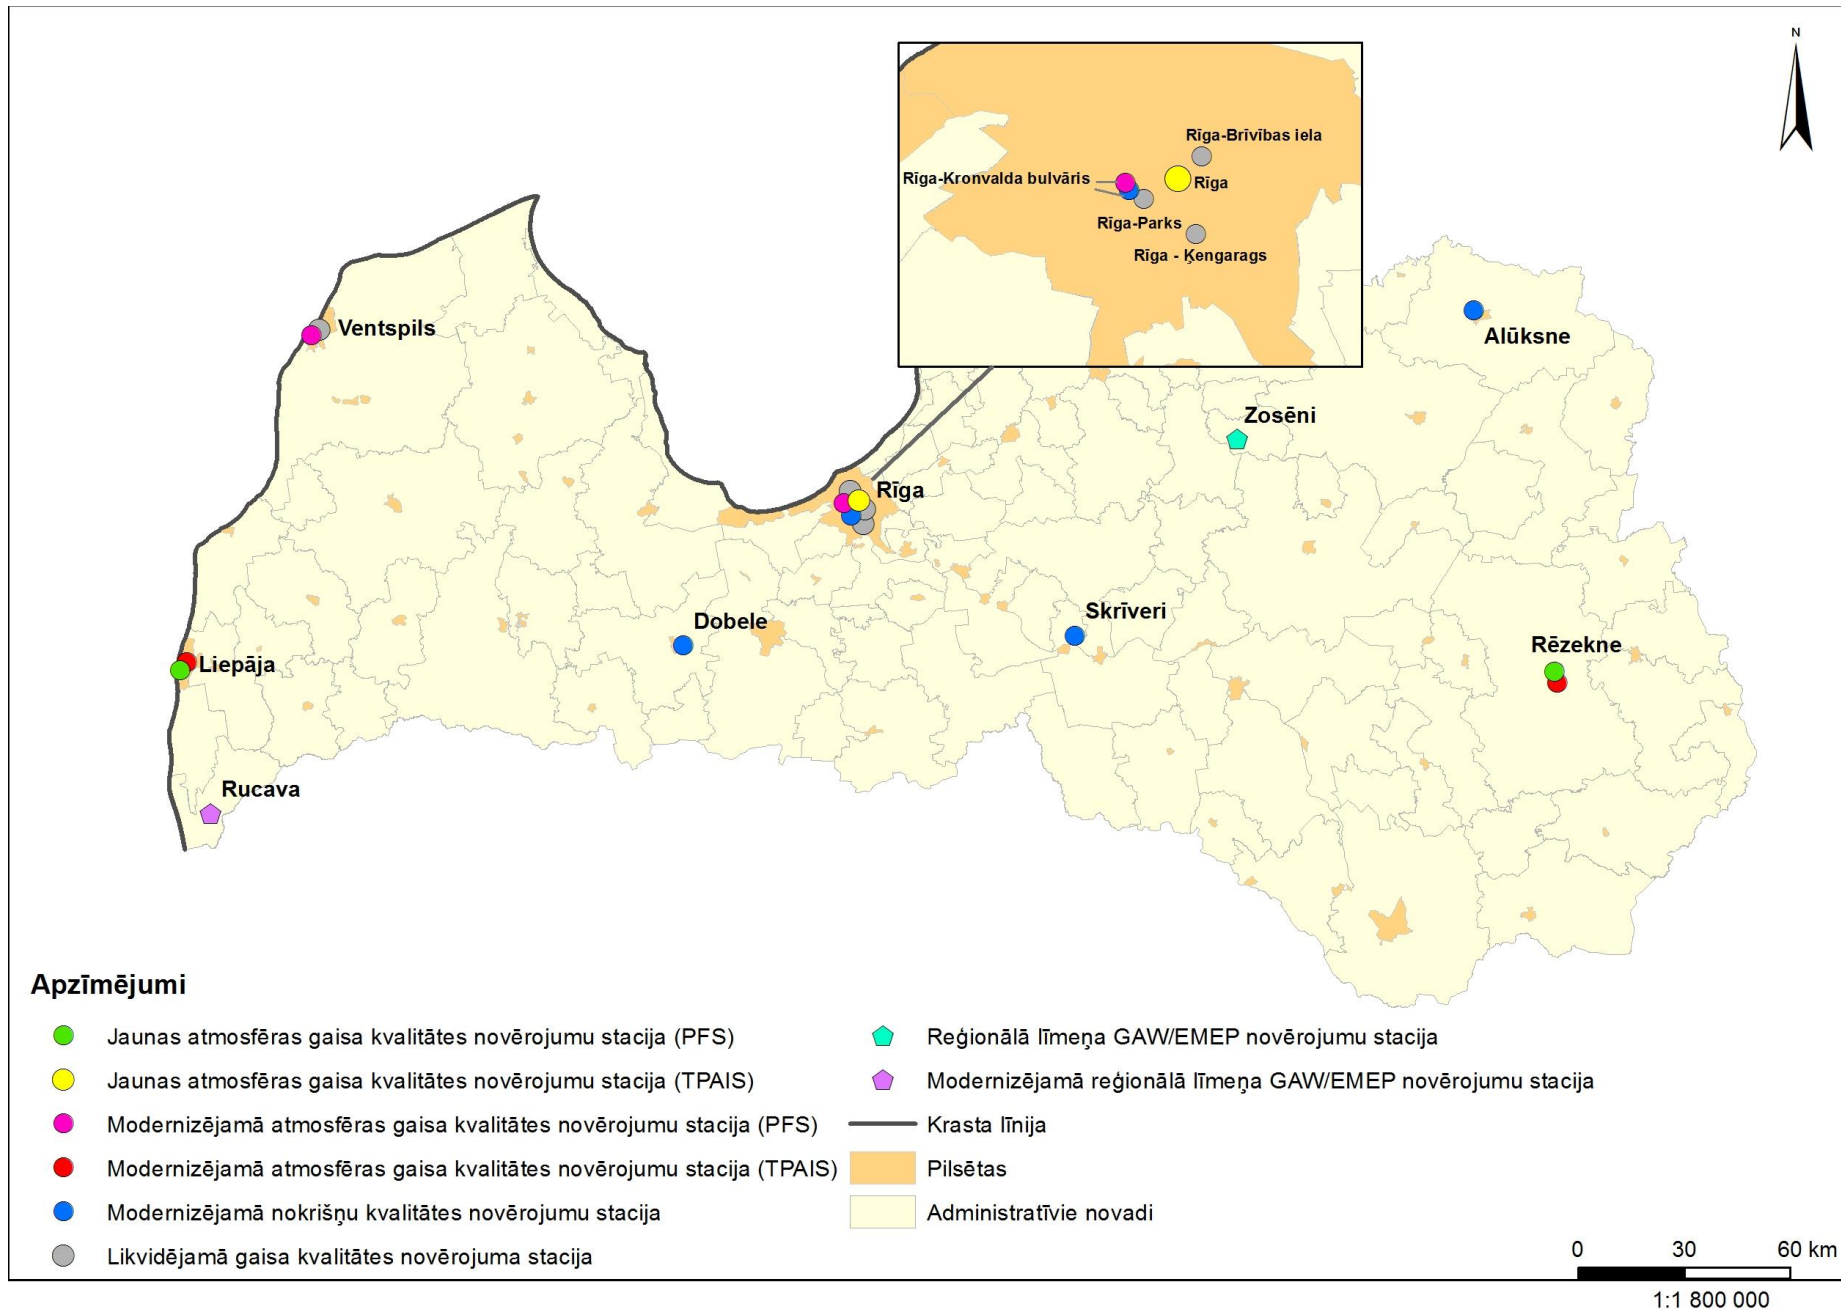 N
Rīga-Brīvības iela
Rīga-Kronvalda bulvāris
Rīga
Rīga-Parks
Rīga - Ķengarags
Ventspils
Alūksne
Zosēni
Rīga
Dobele
Skrīveri
Rēzekne
Liepāja
Rucava
Apzīmējumi
Jaunas atmosfēras gaisa kvalitātes novērojumu stacija (PFS)
Jaunas atmosfēras gaisa kvalitātes novērojumu stacija (TPAIS)
Modernizējamā atmosfēras gaisa kvalitātes novērojumu stacija (PFS)
Modernizējamā atmosfēras gaisa kvalitātes novērojumu stacija (TPAIS)
Modernizējamā nokrišņu kvalitātes novērojumu stacija
Likvidējamā gaisa kvalitātes novērojuma stacija
Reģionālā līmeņa GAW/EMEP novērojumu stacija
Modernizējamā reģionālā līmeņa GAW/EMEP novērojumu stacija
Krasta līnija
Pilsētas
Administratīvie novadi
0 30 60 km
1:1 800 000